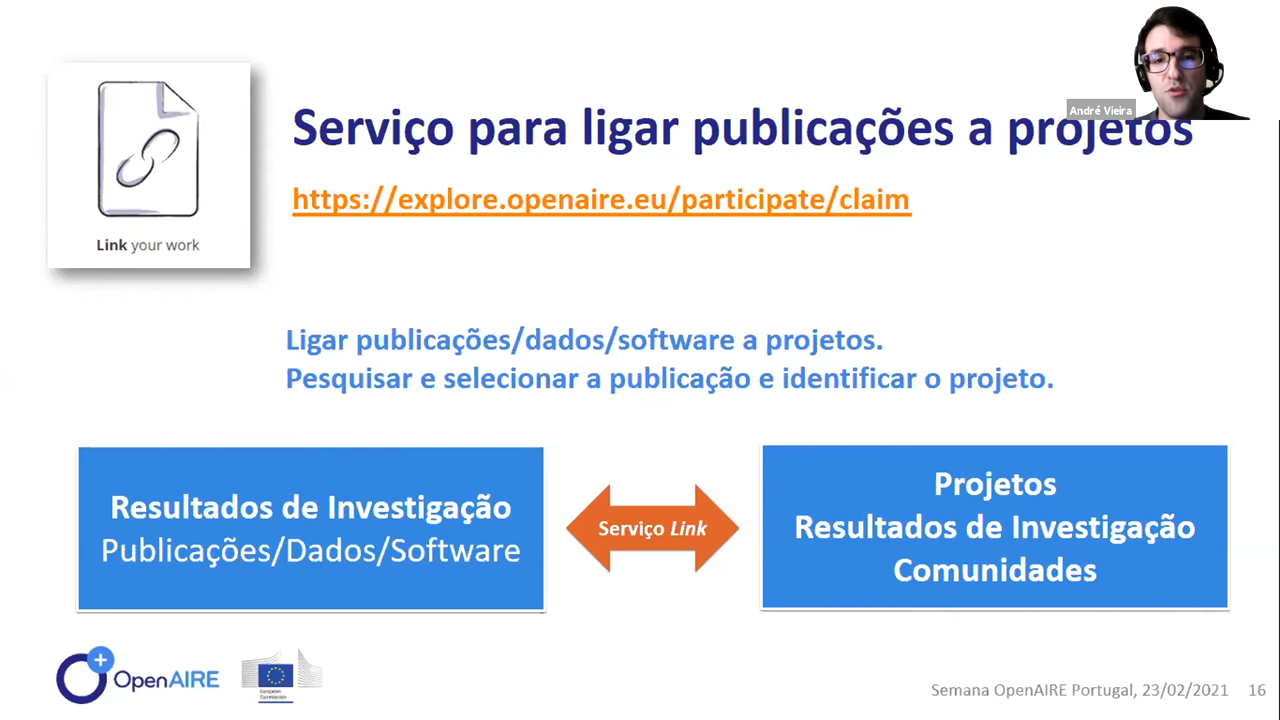 André Vieira
Serviço para ligar publicações a projetos
https://explore.openaire.eu/participate/claim
Link your work
Ligar publicações/dados/software a projetos.
Pesquisar e selecionar a publicação e identificar o projeto.
Resultados de Investigação
Publicações/Dados/Software
Serviço Link
Projetos
Resultados de Investigação
Comunidades
OpenAIRE
European
Commission
Semana OpenAIRE Portugal, 23/02/2021 16